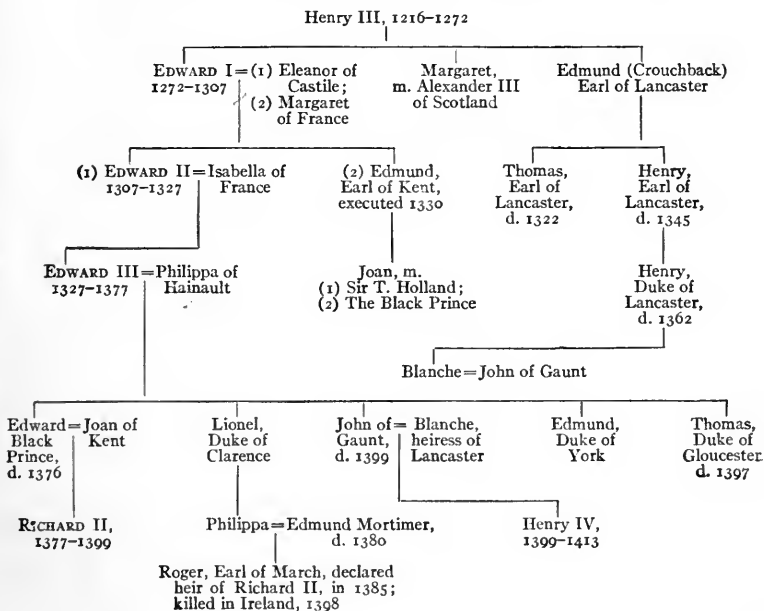 Henry III, 1216–1272
EDWARD I=(1) Eleanor of
1272–1307 Castile;
(2) Margaret
of France
Margaret,
m. Alexander III
of Scotland
Edmund (Crouchback)
Earl of Lancaster
(1) EDWARD II=Isabella of
1307–1327 France
(2) Edmund,
Earl of Kent,
executed 1330
Thomas,
Earl of
Lancaster,
d. 1322
Henry,
Earl of
Lancaster,
d. 1345
EDWARD III=Philippa of
1327–1377 Hainault
Joan, m.
(1) Sir T. Holland;
(2) The Black Prince
Henry,
Duke of
Lancaster,
d. 1362
Blanche=John of Gaunt
Edward=Joan of
Black Kent
Prince,
d. 1376
Lionel,
Duke of
Clarence
John of= Blanche,
Gaunt, heiress of
d. 1399 Lancaster
Edmund,
Duke of
York
Thomas,
Duke of
Gloucester.
d. 1397
RICHARD II,
1377–1399
Philippa=Edmund Mortimer,
d. 1380
Henry IV,
1399–1413
Roger, Earl of March, declared
heir of Richard II, in 1385;
killed in Ireland, 1398